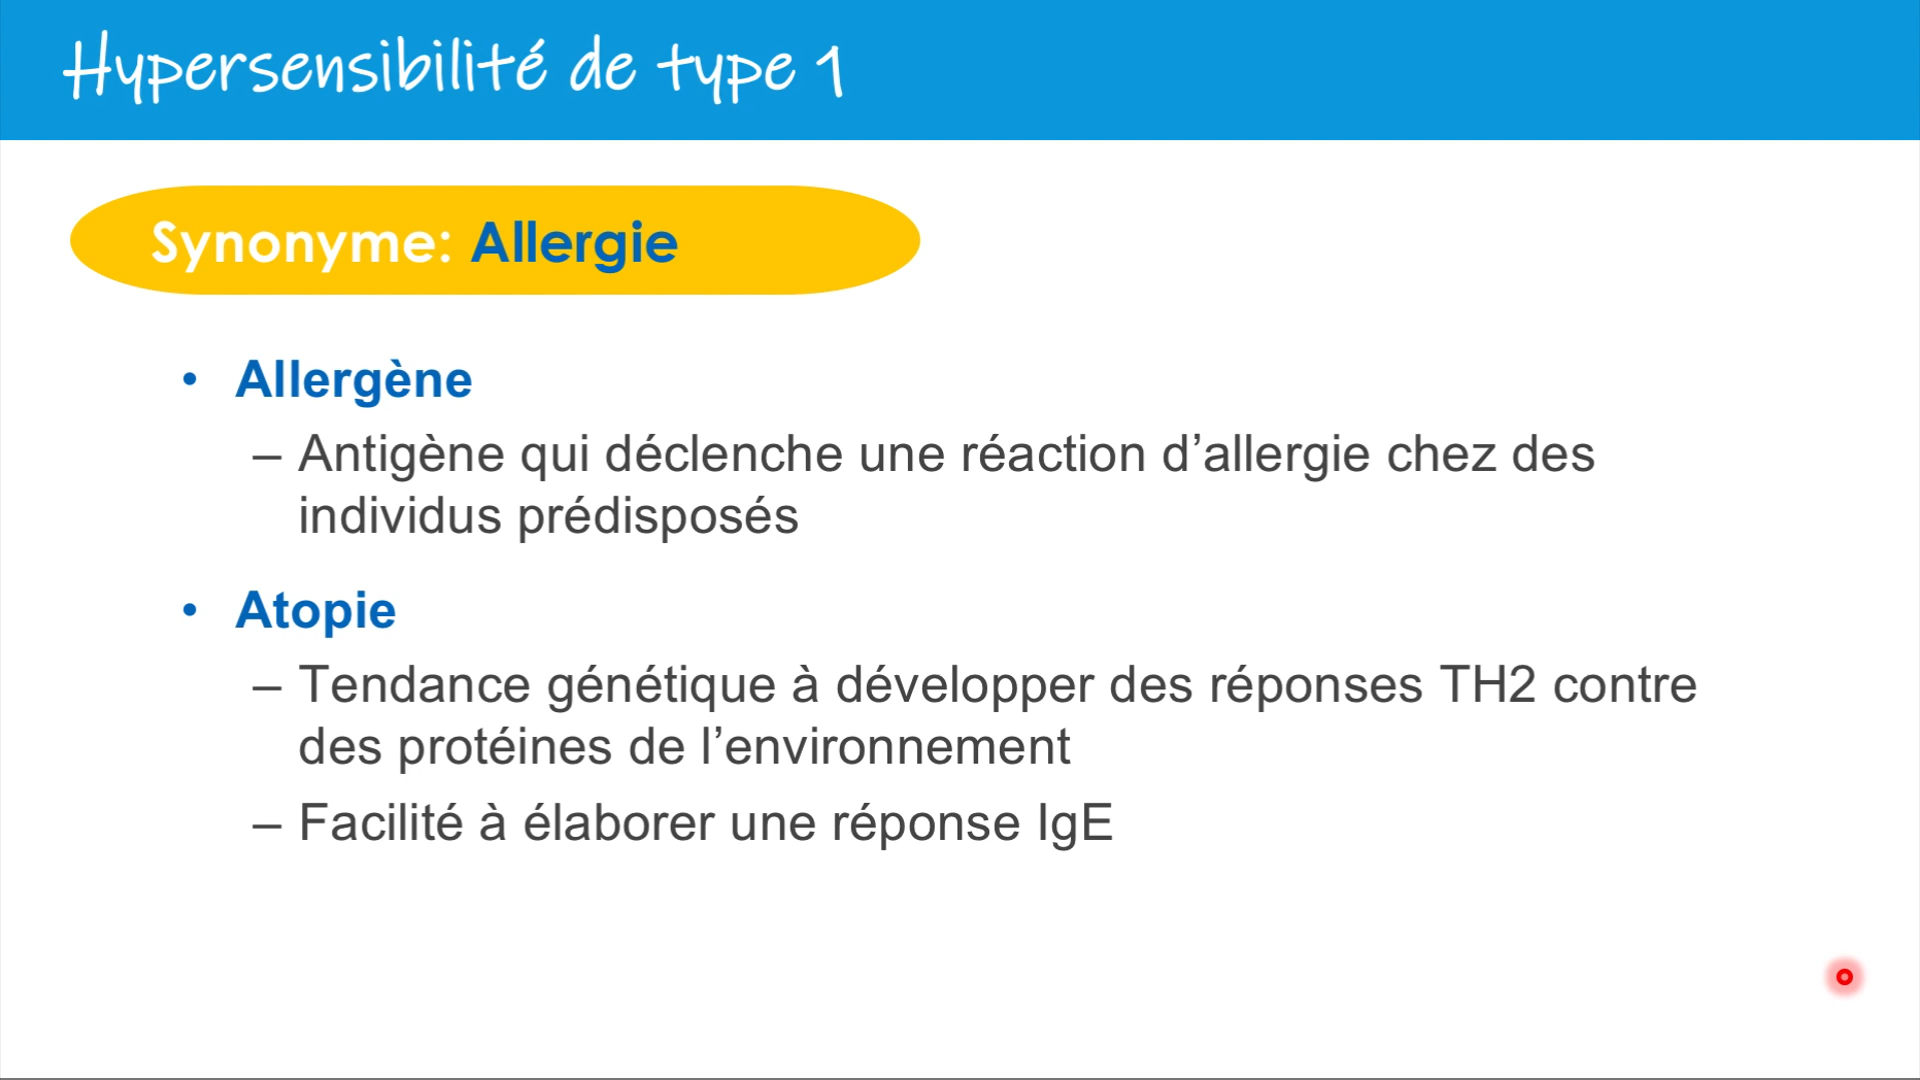 Hypersensibilité de type 1
Synonyme: Allergie
• Allergène
– Antigène qui déclenche une réaction d’allergie chez des
individus prédisposés
• Atopie
– Tendance génétique à développer des réponses TH2 contre
des protéines de l’environnement
– Facilité à élaborer une réponse IgE